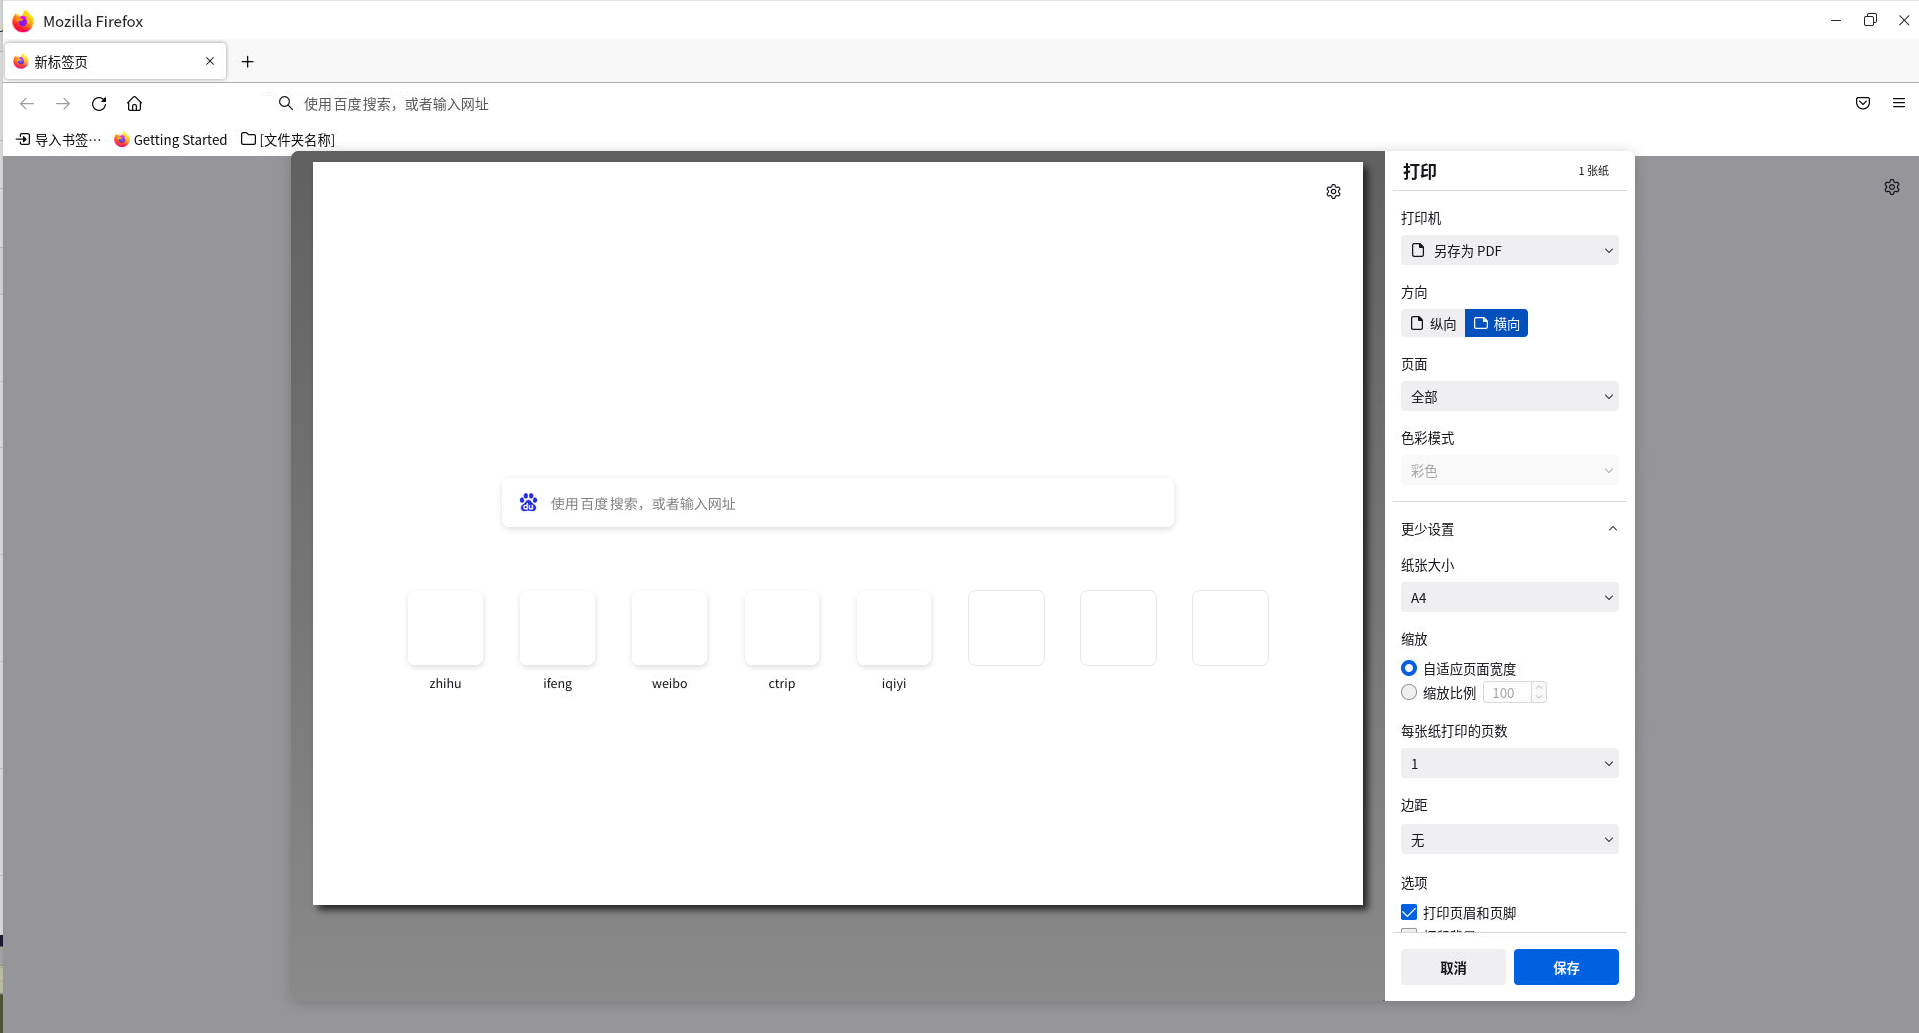 Mozilla Firefox
新标签页
使用百度搜索，或者输入网址
导入书签… Getting Started [文件夹名称]
打印 1 张纸
打印机
另存为 PDF
方向
纵向 横向
页面
全部
色彩模式
彩色
更少设置
纸张大小
A4
缩放
自适应页面宽度
缩放比例 100
每张纸打印的页数
1
边距
无
选项
打印页眉和页脚
取消 保存
使用百度搜索，或者输入网址
zhihu ifeng weibo ctrip iqiyi